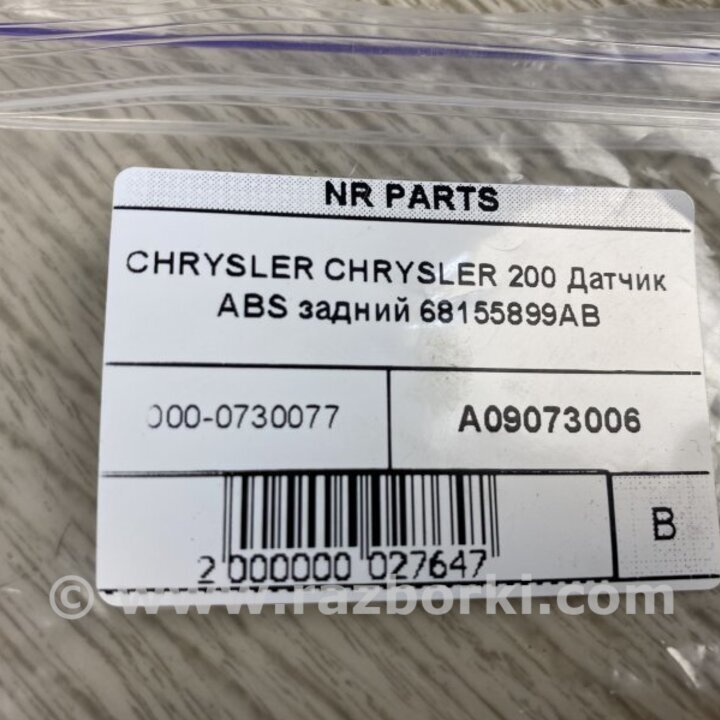 NR PARTS
CHRYSLER CHRYSLER 200 Датчик
ABS задний 68155899AB
000-0730077
A09073006
2 000000 027647
B
© www.razborki.com